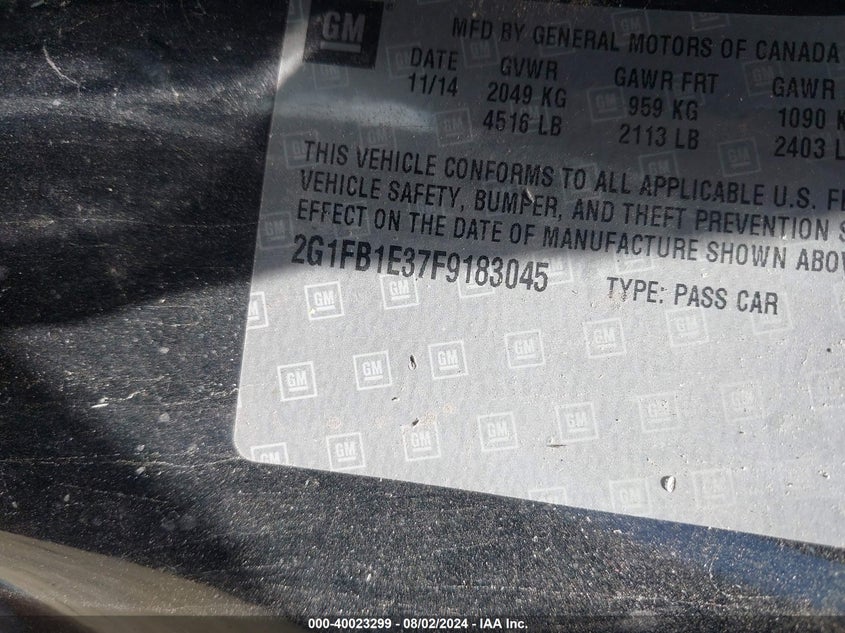 GM
MFD BY GENERAL MOTORS OF CANADA
DATE GVWR GAWR FRT GAWR
11/14 2049 KG 959 KG 1090 K
4516 LB 2113 LB 2403 L
THIS VEHICLE CONFORMS TO ALL APPLICABLE U.S. FE
VEHICLE SAFETY, BUMPER, AND THEFT PREVENTION S
EFFECT ON THE DATE OF MANUFACTURE SHOWN ABOV
2G1FB1E37F9183045 TYPE: PASS CAR
000-40023299 - 08/02/2024 - IAA Inc.